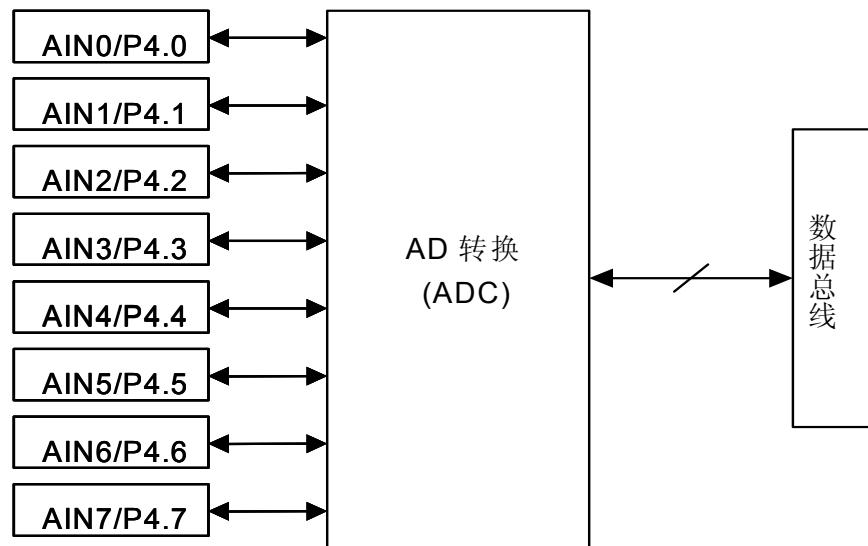 AIN0/P4.0
AIN1/P4.1
AIN2/P4.2
AIN3/P4.3
AIN4/P4.4
AIN5/P4.5
AIN6/P4.6
AIN7/P4.7
AD 转换
(ADC)
数据总线